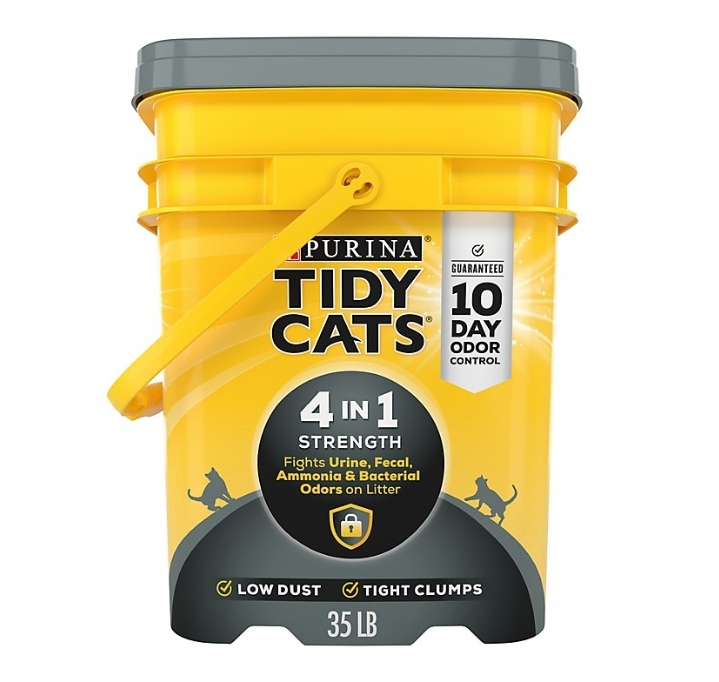 PURINA®
TIDY
CATS®
GUARANTEED
10
DAY
ODOR
CONTROL
4 IN 1
STRENGTH
Fights Urine, Fecal,
Ammonia & Bacterial
Odors on Litter
LOW DUST TIGHT CLUMPS
35 LB